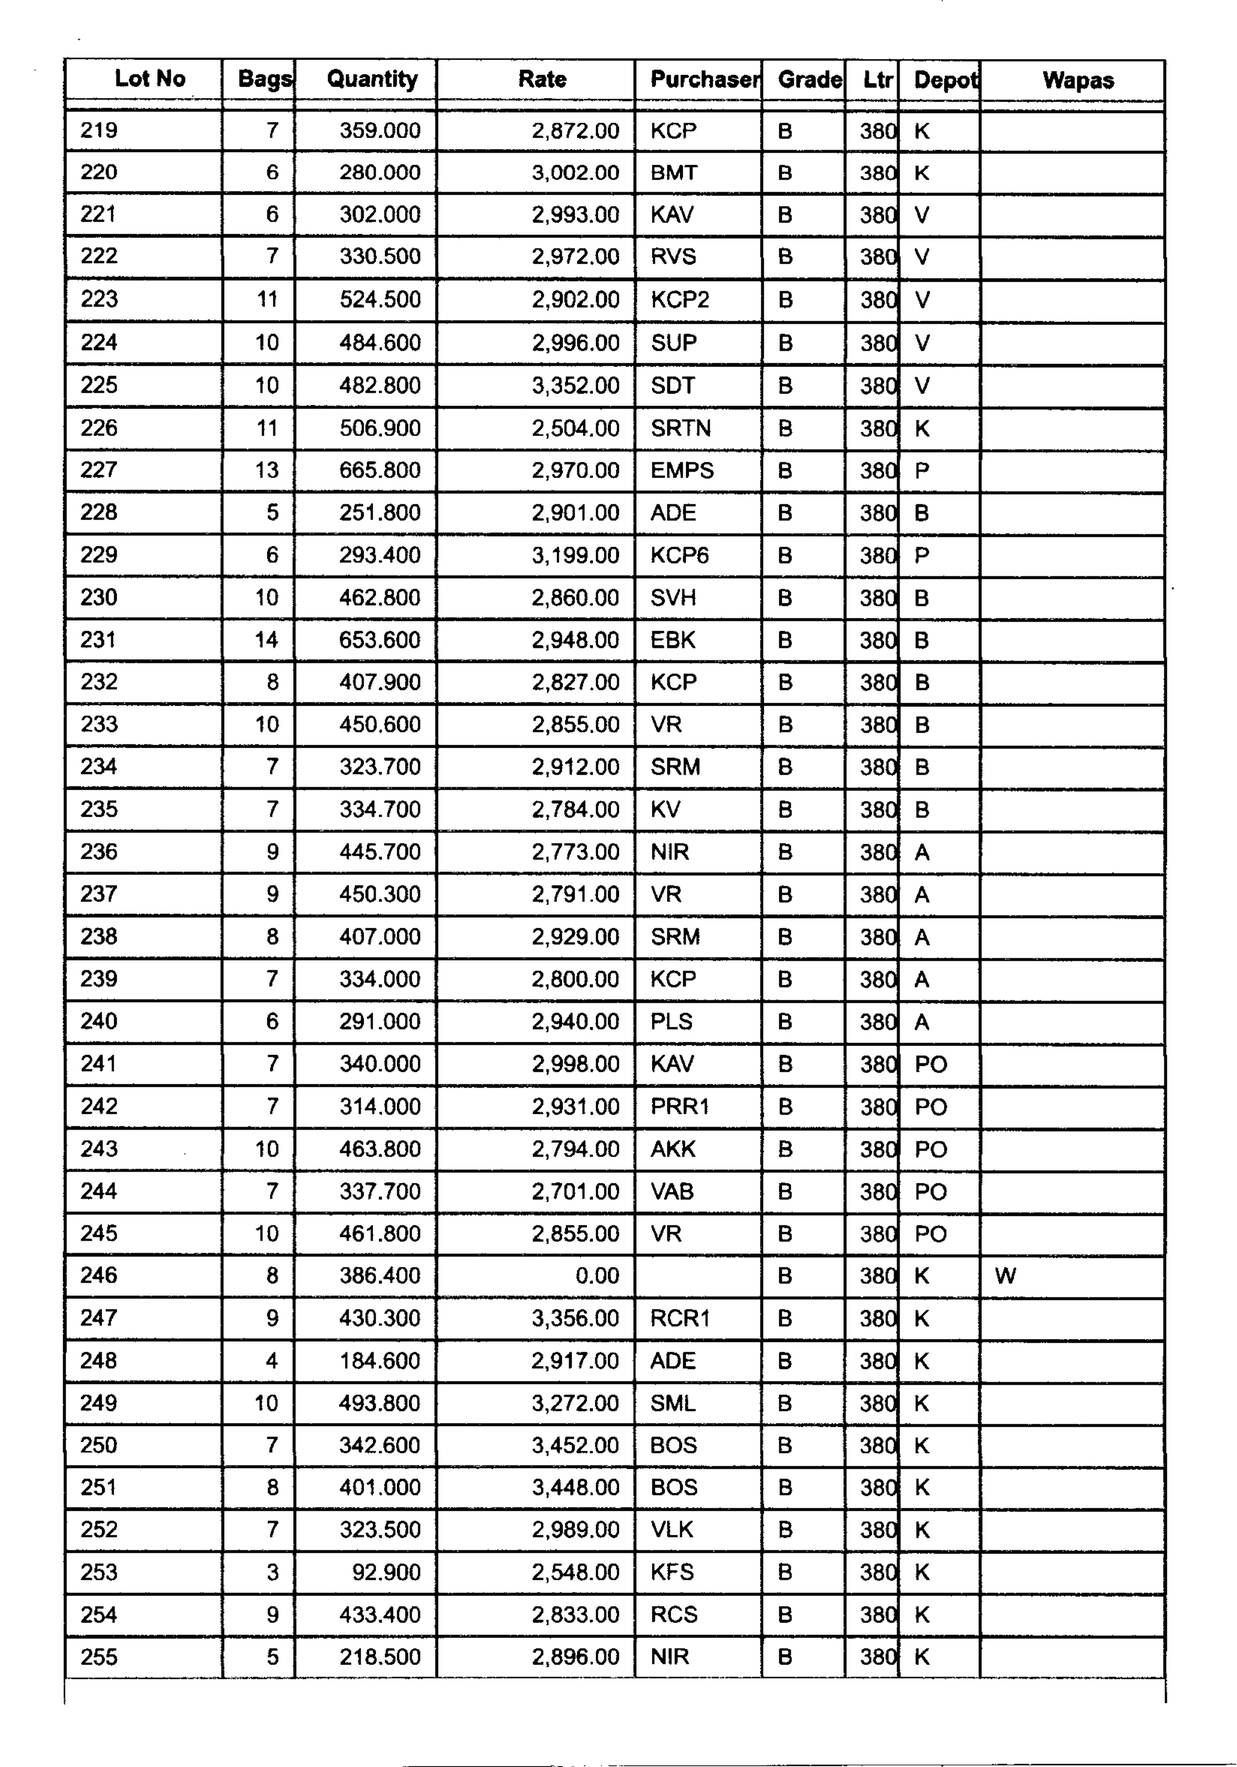 Lot No Bags Quantity Rate Purchaser Grade Ltr Depot Wapas
219 7 359.000 2,872.00 KCP B 380 K
220 6 280.000 3,002.00 BMT B 380 K
221 6 302.000 2,993.00 KAV B 380 V
222 7 330.500 2,972.00 RVS B 380 V
223 11 524.500 2,902.00 KCP2 B 380 V
224 10 484.600 2,996.00 SUP B 380 V
225 10 482.800 3,352.00 SDT B 380 V
226 11 506.900 2,504.00 SRTN B 380 K
227 13 665.800 2,970.00 EMPS B 380 P
228 5 251.800 2,901.00 ADE B 380 B
229 6 293.400 3,199.00 KCP6 B 380 P
230 10 462.800 2,860.00 SVH B 380 B
231 14 653.600 2,948.00 EBK B 380 B
232 8 407.900 2,827.00 KCP B 380 B
233 10 450.600 2,855.00 VR B 380 B
234 7 323.700 2,912.00 SRM B 380 B
235 7 334.700 2,784.00 KV B 380 B
236 9 445.700 2,773.00 NIR B 380 A
237 9 450.300 2,791.00 VR B 380 A
238 8 407.000 2,929.00 SRM B 380 A
239 7 334.000 2,800.00 KCP B 380 A
240 6 291.000 2,940.00 PLS B 380 A
241 7 340.000 2,998.00 KAV B 380 PO
242 7 314.000 2,931.00 PRR1 B 380 PO
243 10 463.800 2,794.00 AKK B 380 PO
244 7 337.700 2,701.00 VAB B 380 PO
245 10 461.800 2,855.00 VR B 380 PO
246 8 386.400 0.00 B 380 K W
247 9 430.300 3,356.00 RCR1 B 380 K
248 4 184.600 2,917.00 ADE B 380 K
249 10 493.800 3,272.00 SML B 380 K
250 7 342.600 3,452.00 BOS B 380 K
251 8 401.000 3,448.00 BOS B 380 K
252 7 323.500 2,989.00 VLK B 380 K
253 3 92.900 2,548.00 KFS B 380 K
254 9 433.400 2,833.00 RCS B 380 K
255 5 218.500 2,896.00 NIR B 380 K